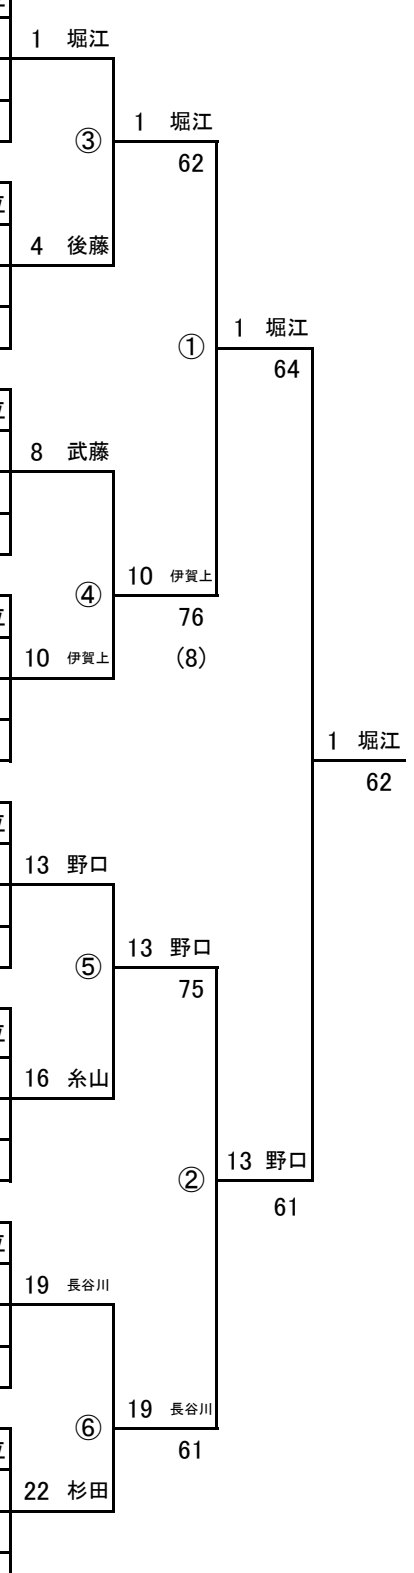 1 堀江
1 堀江
③
62
4 後藤
1 堀江
①
64
8 武藤
10 伊賀上
④
76
10 伊賀上
(8)
1 堀江
62
13 野口
13 野口
⑤
75
16 糸山
13 野口
②
61
19 長谷川
19 長谷川
⑥
61
22 杉田